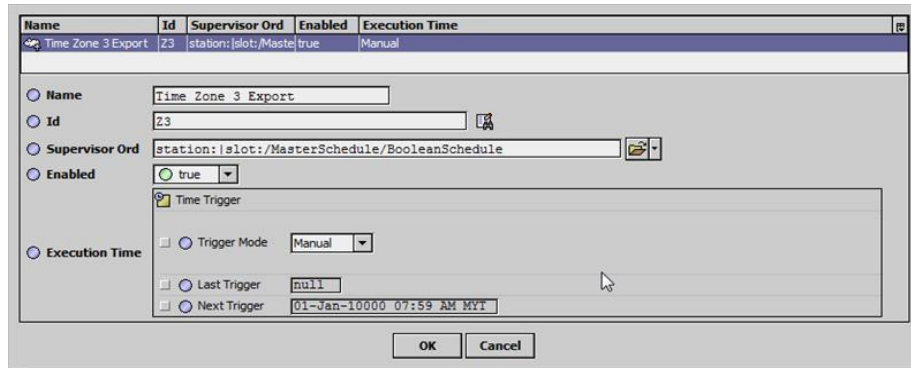 Name Id Supervisor Ord Enabled Execution Time
Time Zone 3 Export Z3 station:|slot:/Maste true Manual
Name Time Zone 3 Export
Id Z3
Supervisor Ord station:|slot:/MasterSchedule/BooleanSchedule
Enabled true
Time Trigger
Trigger Mode Manual
Execution Time
Last Trigger null
Next Trigger 01-Jan-10000 07:59 AM MYT
OK Cancel